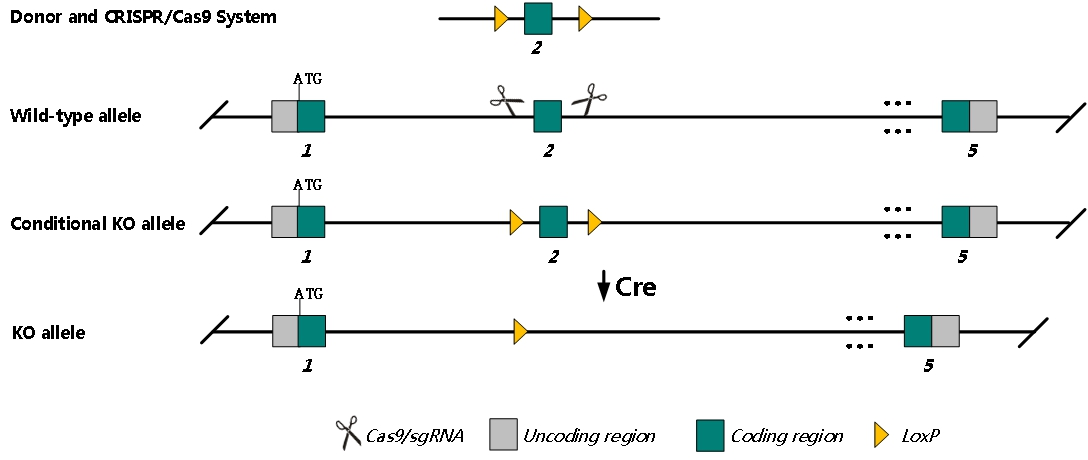 Donor and CRISPR/Cas9 System
2
ATG
Wild-type allele
1
2
5
ATG
Conditional KO allele
1
2
5
Cre
ATG
KO allele
1
5
Cas9/sgRNA
Uncoding region
Coding region
LoxP